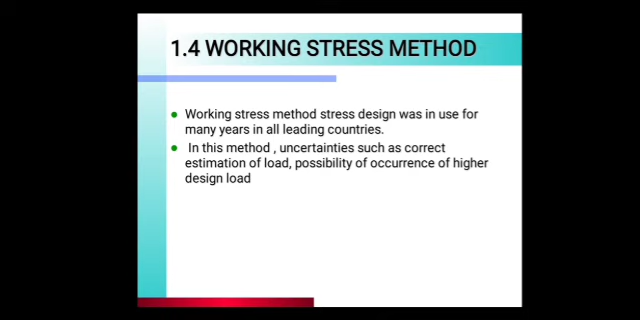 1.4 WORKING STRESS METHOD
● Working stress method stress design was in use for
many years in all leading countries.
● In this method , uncertainties such as correct
estimation of load, possibility of occurrence of higher
design load